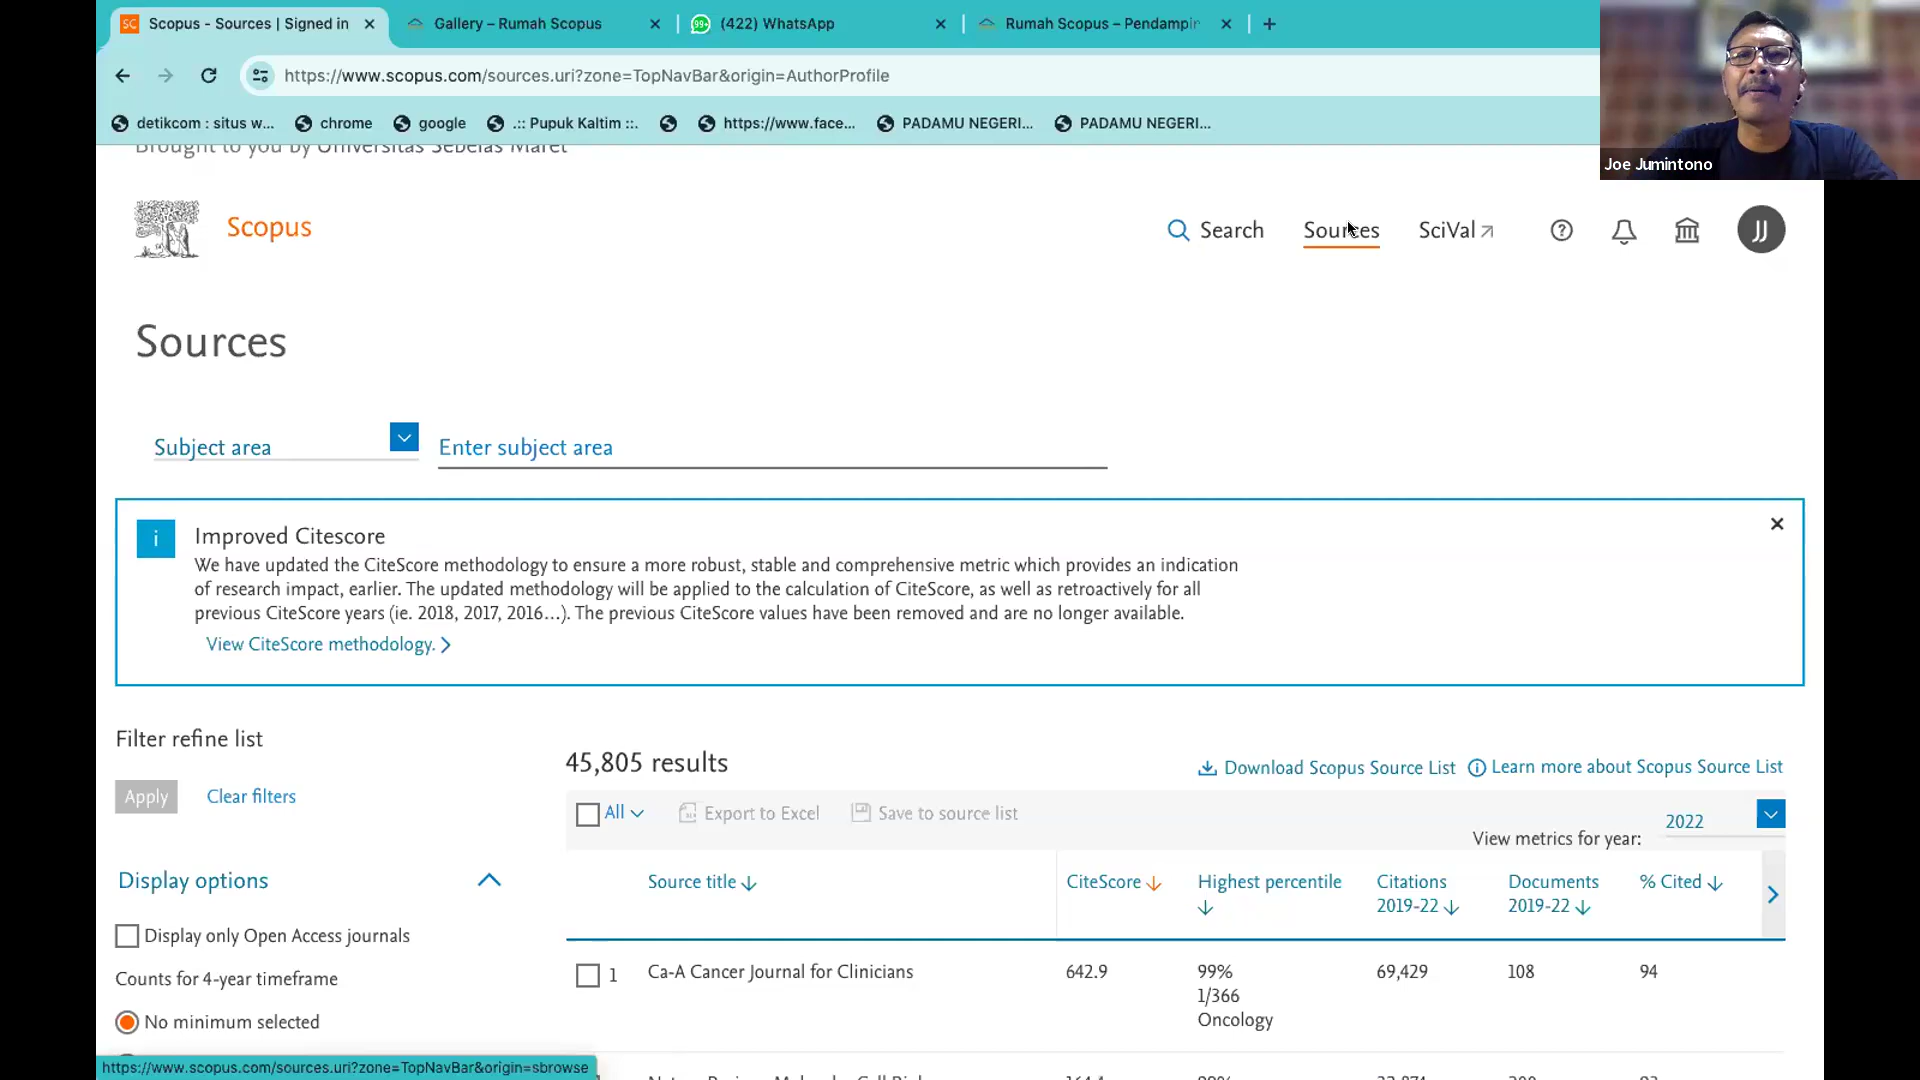 Scopus - Sources | Signed in
Gallery – Rumah Scopus
99+
(422) WhatsApp
Rumah Scopus – Pendampin
https://www.scopus.com/sources.uri?zone=TopNavBar&origin=AuthorProfile
detikcom : situs w...
chrome
google
.:: Pupuk Kaltim ::.
https://www.face...
PADAMU NEGERI...
PADAMU NEGERI...
Joe Jumintono
Brought to you by Universitas Sebelas Maret
Scopus
Search
Sources
SciVal
JJ
Sources
Subject area
Enter subject area
i
Improved Citescore
We have updated the CiteScore methodology to ensure a more robust, stable and comprehensive metric which provides an indication
of research impact, earlier. The updated methodology will be applied to the calculation of CiteScore, as well as retroactively for all
previous CiteScore years (ie. 2018, 2017, 2016...). The previous CiteScore values have been removed and are no longer available.
View CiteScore methodology.
Filter refine list
45,805 results
Download Scopus Source List
Learn more about Scopus Source List
Apply
Clear filters
All
Export to Excel
Save to source list
View metrics for year:
2022
Display options
Source title
CiteScore
Highest percentile
Citations
2019-22
Documents
2019-22
% Cited
Display only Open Access journals
Counts for 4-year timeframe
No minimum selected
1
Ca-A Cancer Journal for Clinicians
642.9
99%
1/366
Oncology
69,429
108
94
https://www.scopus.com/sources.uri?zone=TopNavBar&origin=sbrowse